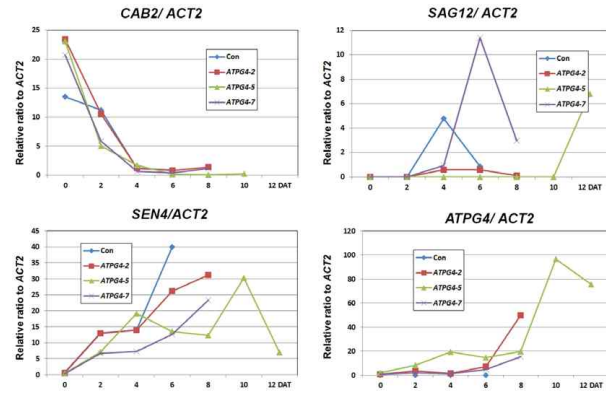 CAB2/ ACT2
Relative ratio to ACT2
25
20
15
10
5
0
0 2 4 6 8 10 12 DAT
Con
ATPG4-2
ATPG4-5
ATPG4-7
SAG12/ ACT2
Relative ratio to ACT2
12
10
8
6
4
2
0
0 2 4 6 8 10 12 DAT
Con
ATPG4-2
ATPG4-5
ATPG4-7
SEN4/ACT2
Relative ratio to ACT2
45
40
35
30
25
20
15
10
5
0
0 2 4 6 8 10 12 DAT
Con
ATPG4-2
ATPG4-5
ATPG4-7
ATPG4/ ACT2
Relative ratio to ACT2
120
100
80
60
40
20
0
0 2 4 6 8 10 12 DAT
Con
ATPG4-2
ATPG4-5
ATPG4-7